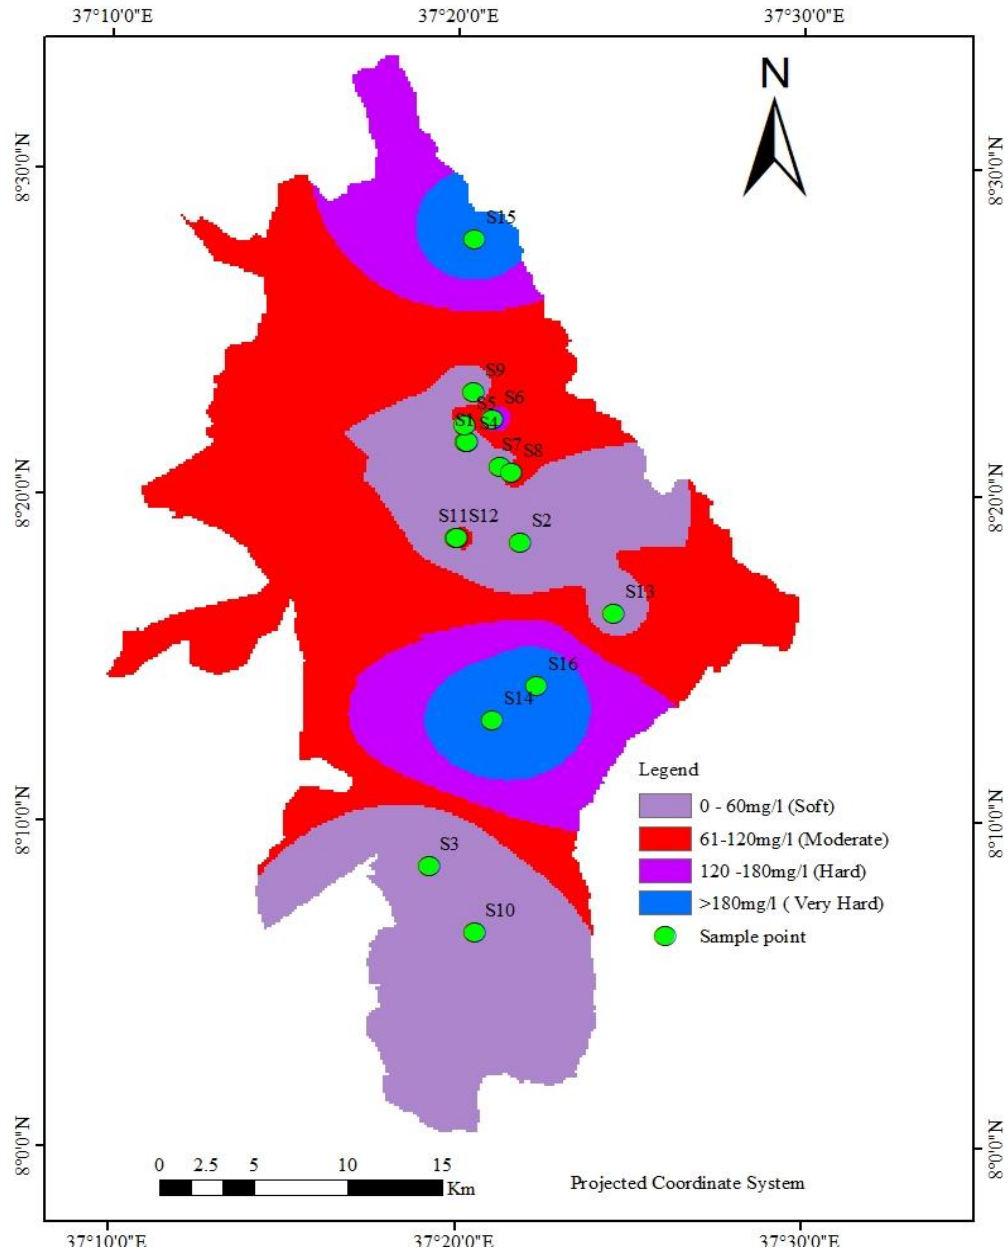 37°10'0"E 37°20'0"E 37°30'0"E
N
8°30'0"N 8°30'0"N
S15
S9
S6
S5
S1 S4
S7
S8
8°20'0"N 8°20'0"N
S11 S12 S2
S13
S16
S14
Legend
0 - 60mg/l (Soft)
61-120mg/l (Moderate)
120 -180mg/l (Hard)
>180mg/l ( Very Hard)
Sample point
8°10'0"N 8°10'0"N
S3
S10
8°0'0"N 8°0'0"N
0 2.5 5 10 15
Km
Projected Coordinate System
37°10'0"E 37°20'0"E 37°30'0"E